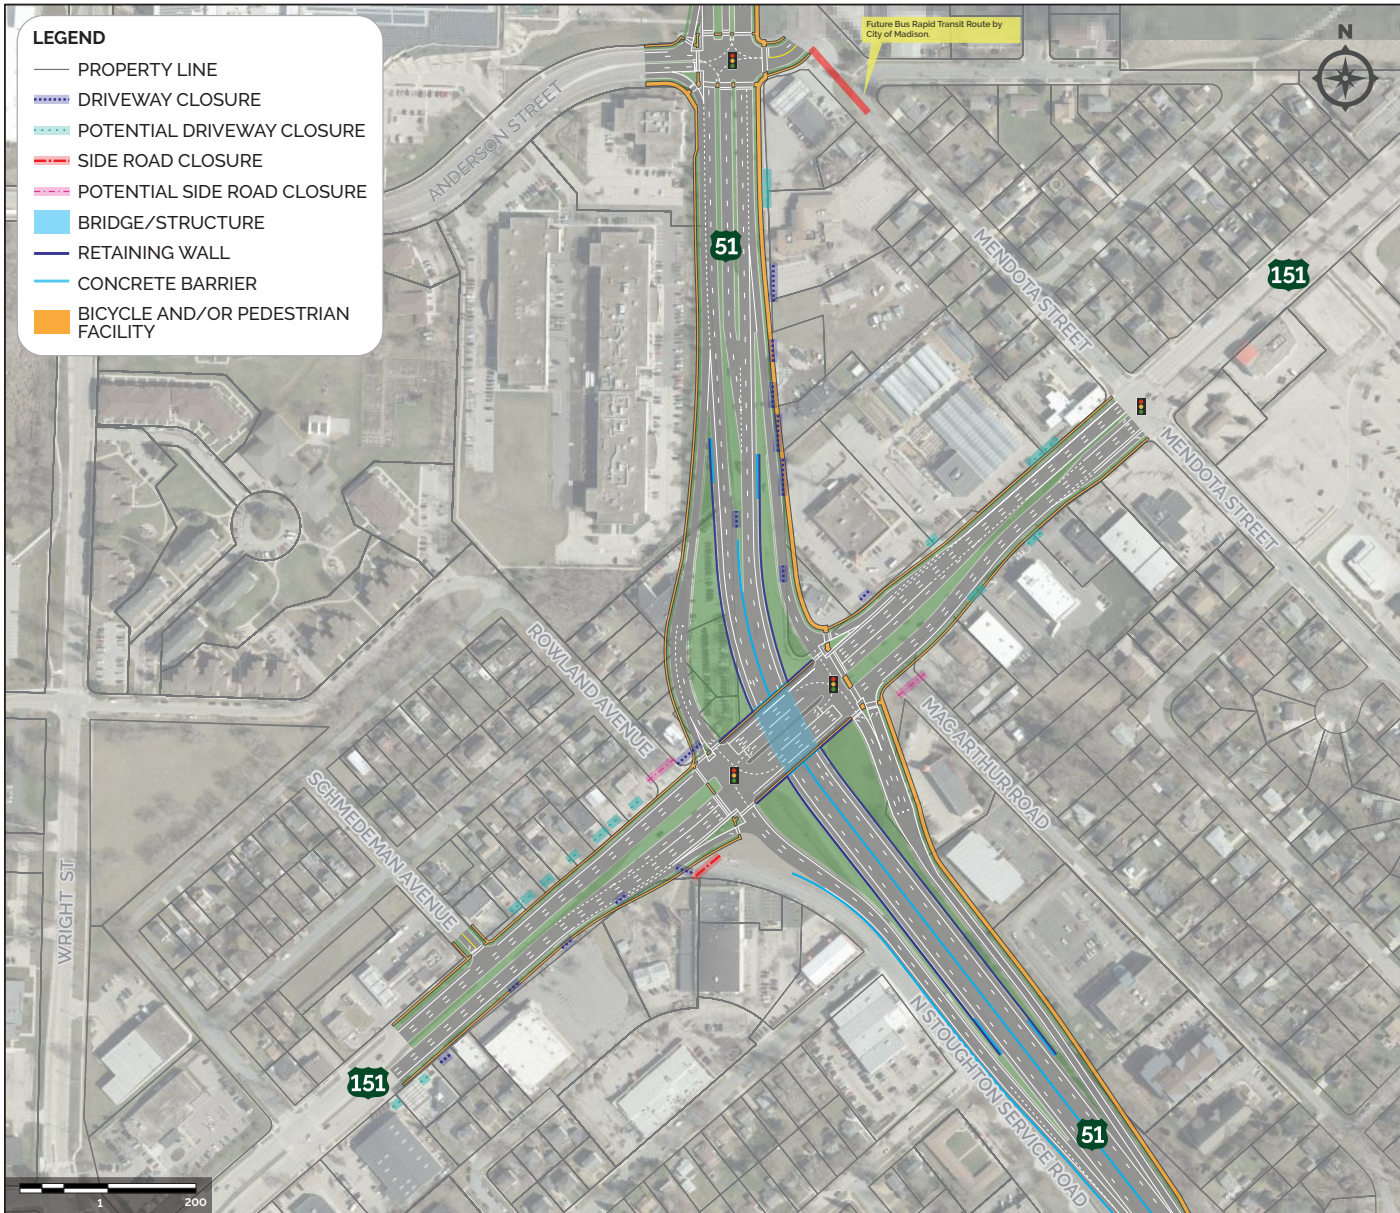 LEGEND
PROPERTY LINE
DRIVEWAY CLOSURE
POTENTIAL DRIVEWAY CLOSURE
SIDE ROAD CLOSURE
POTENTIAL SIDE ROAD CLOSURE
BRIDGE/STRUCTURE
RETAINING WALL
CONCRETE BARRIER
BICYCLE AND/OR PEDESTRIAN
FACILITY
Future Bus Rapid Transit Route by
City of Madison.
N
ANDERSON STREET
51
MENDOTA STREET
151
MENDOTA STREET
ROWLAND AVENUE
MAC ARTHUR ROAD
SCHMEDEMAN AVENUE
WRIGHT ST
151
N STOUGHTON SERVICE ROAD
51
1
200